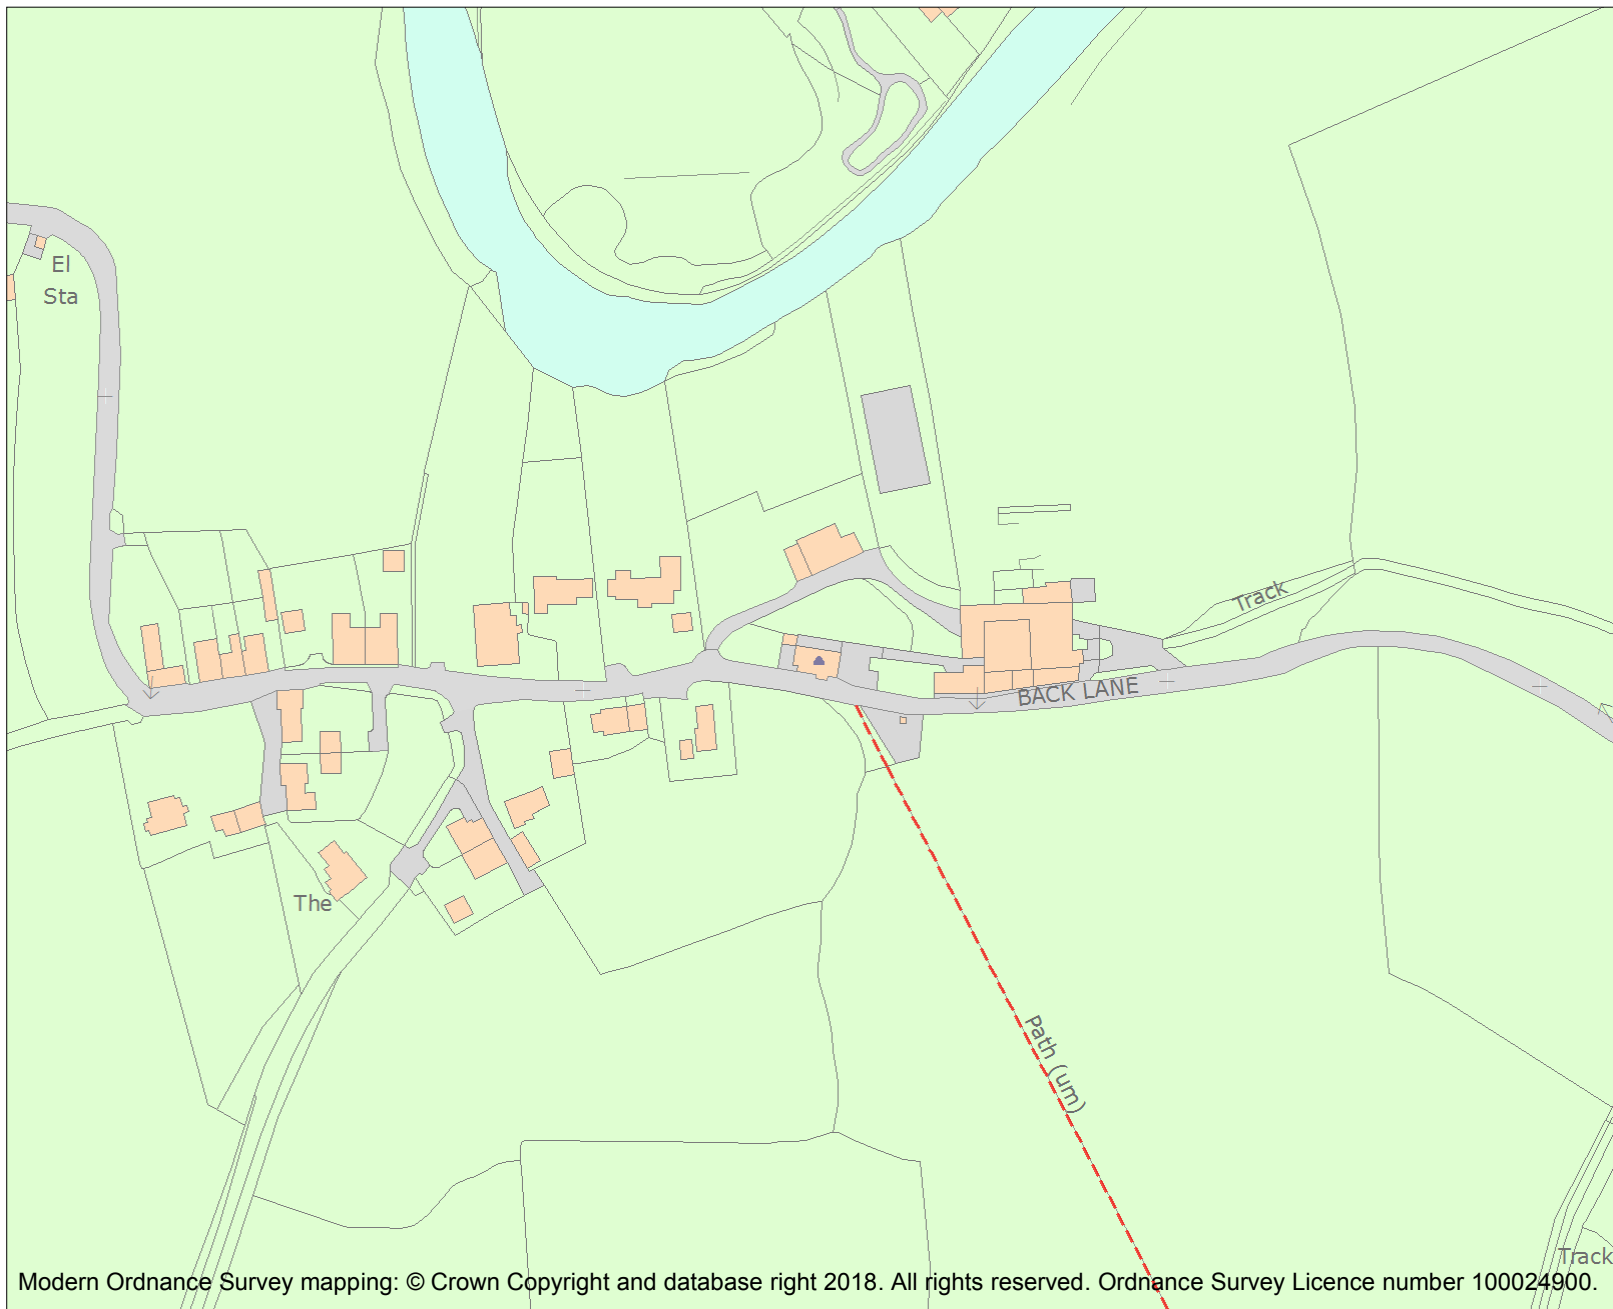 El
Sta
Track
BACK LANE
The
Path (um)
Track
Modern Ordnance Survey mapping: © Crown Copyright and database right 2018. All rights reserved. Ordnance Survey Licence number 100024900.